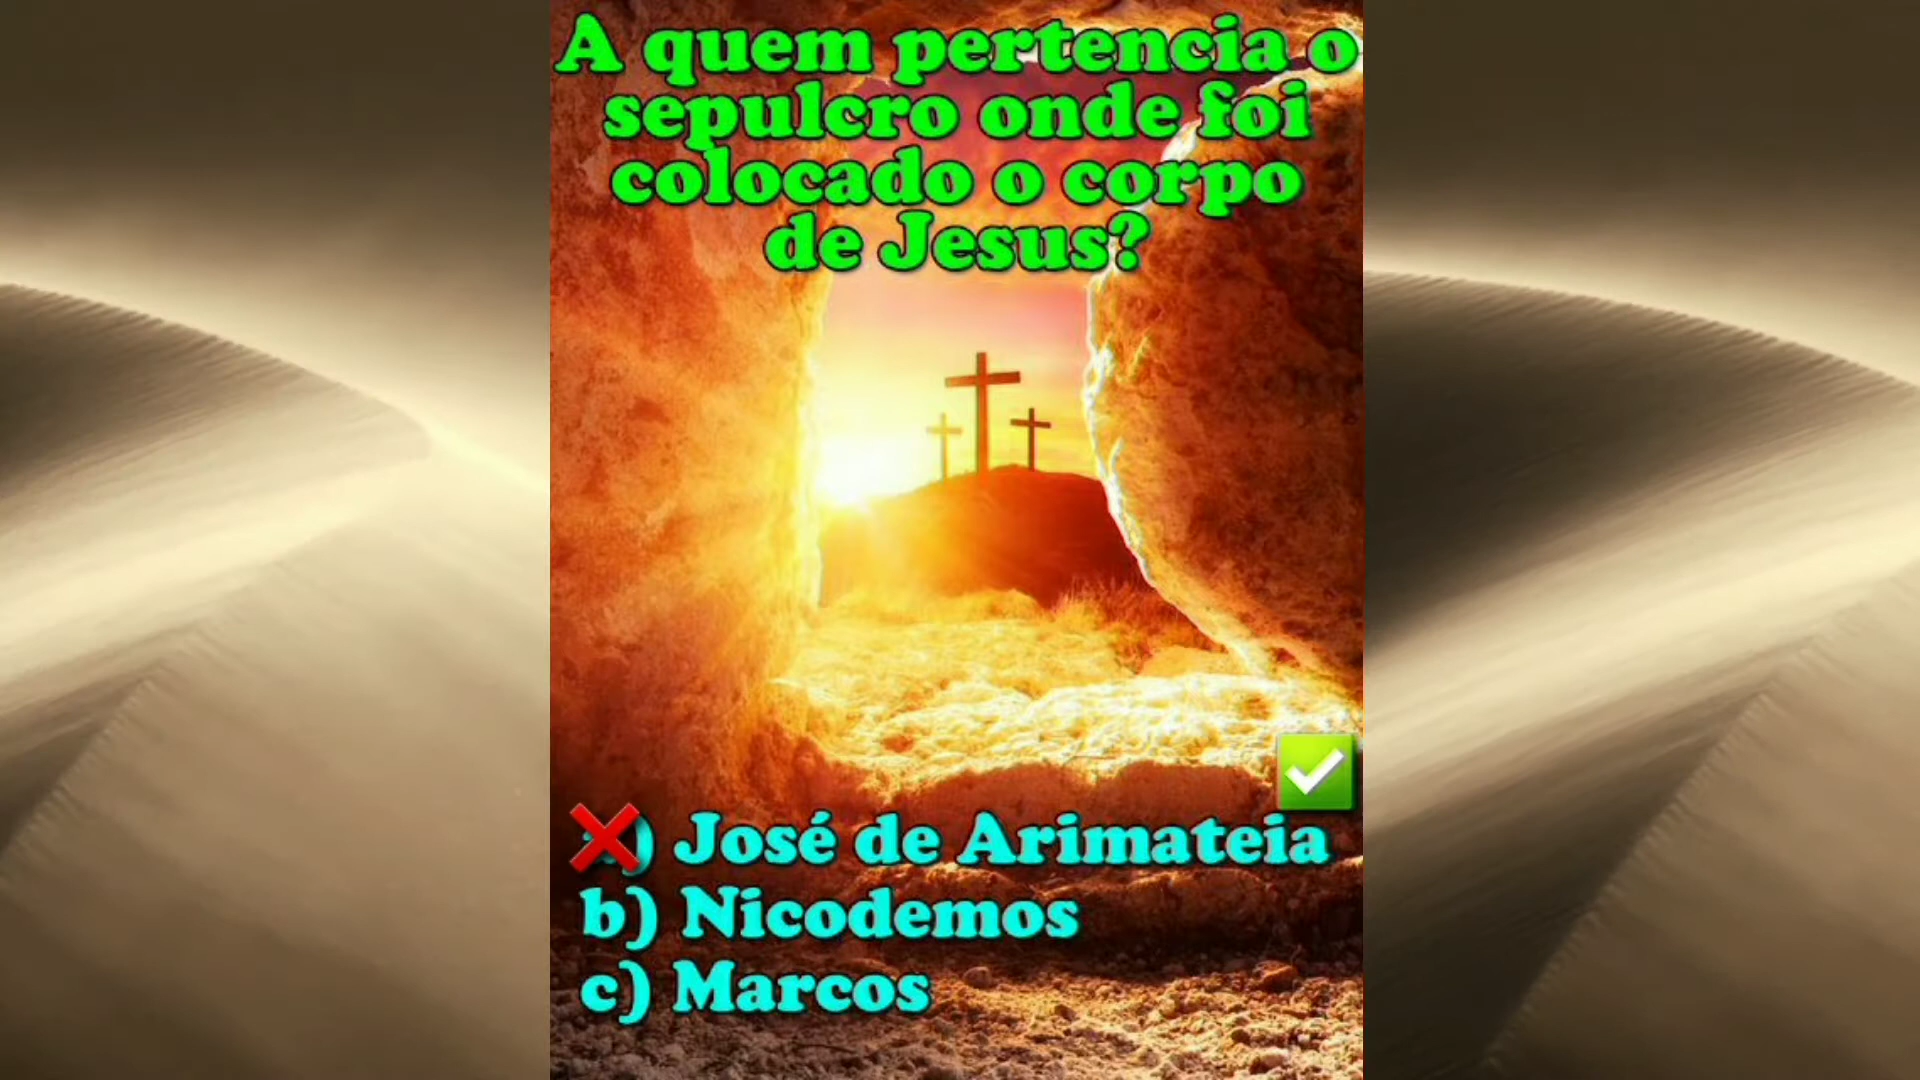 A quem pertencia o
sepulcro onde foi
colocado o corpo
de Jesus?
) José de Arimateia
b) Nicodemos
c) Marcos